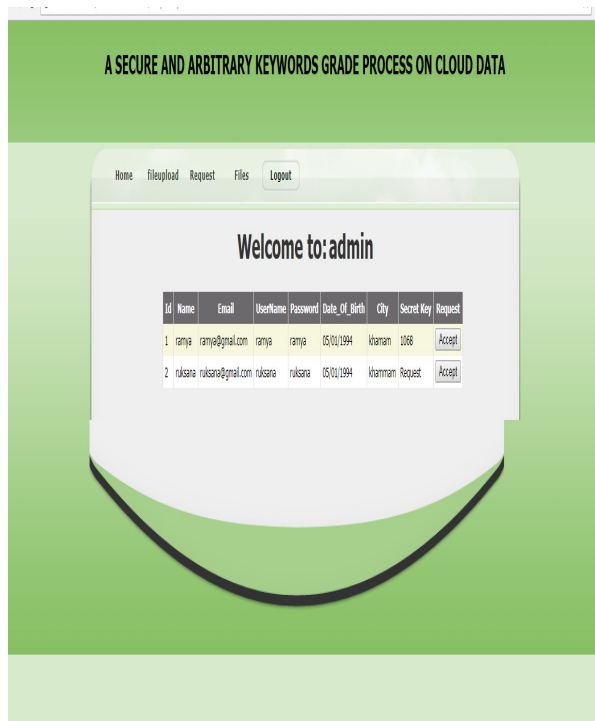 A SECURE AND ARBITRARY KEYWORDS GRADE PROCESS ON CLOUD DATA
Home fileupload Request Files Logout
Welcome to: admin
Id Name Email UserName Password Date_Of_Birth City Secret Key Request
1 ramya ramya@gmail.com ramya ramya 05/01/1994 khamam 1068 Accept
2 ruksana ruksana@gmail.com ruksana ruksana 05/01/1994 khammam Request Accept